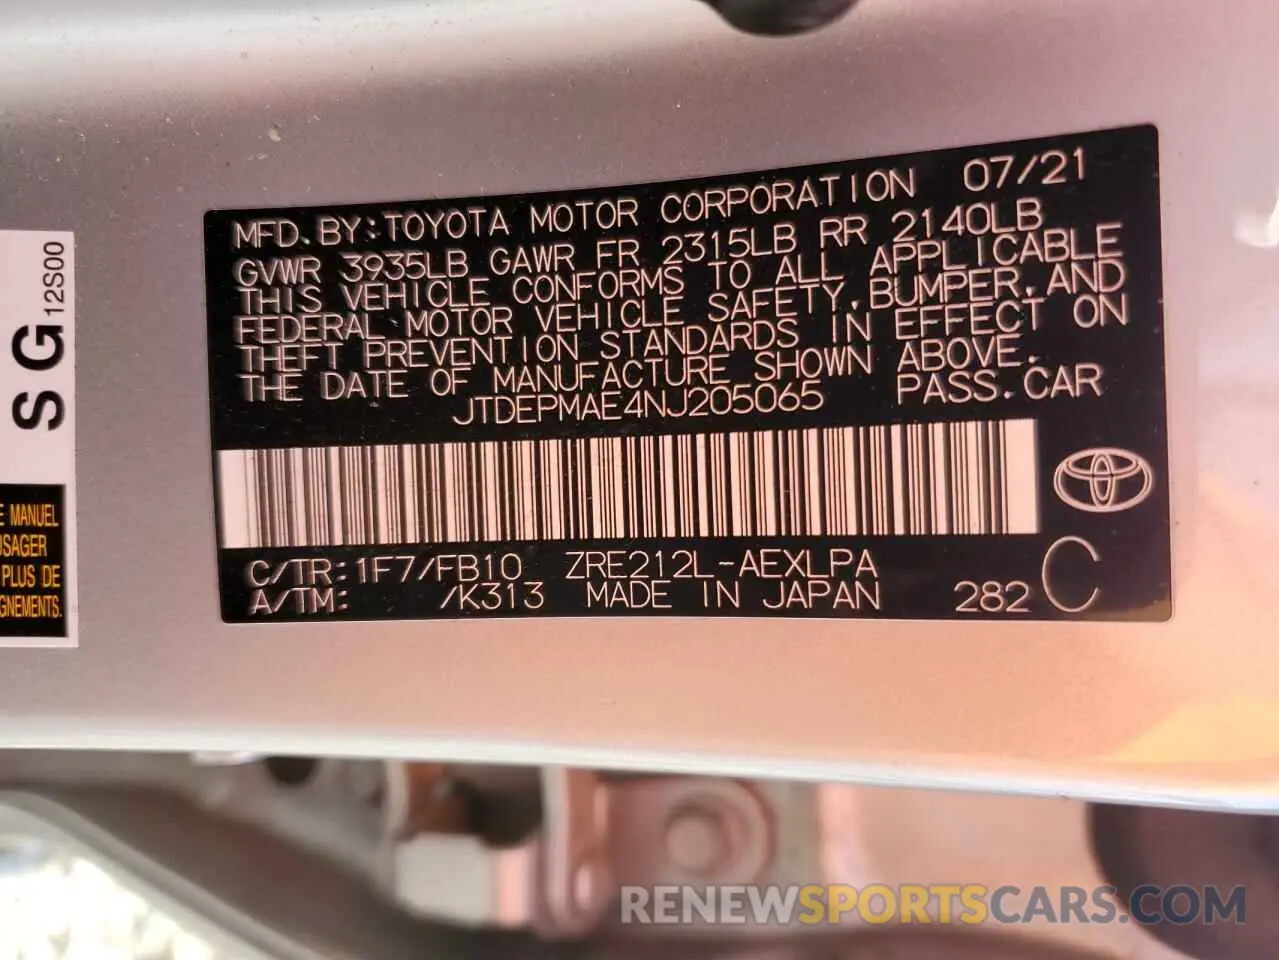 MFD. BY: TOYOTA MOTOR CORPORATION 07/21
GVWR 3935LB GAWR FR 2315LB RR 2140LB
THIS VEHICLE CONFORMS TO ALL APPLICABLE
FEDERAL MOTOR VEHICLE SAFETY, BUMPER, AND
THEFT PREVENTION STANDARDS IN EFFECT ON
THE DATE OF MANUFACTURE SHOWN ABOVE.
JTDEPMAE4NJ205065 PASS. CAR
C/TR: 1F7/FB10 ZRE212L-AEXLPA
A/TM: /K313 MADE IN JAPAN 282 C
SG 12S00
E MANUEL
USAGER
PLUS DE
GNEMENTS.
RENEWSPORTSCARS.COM